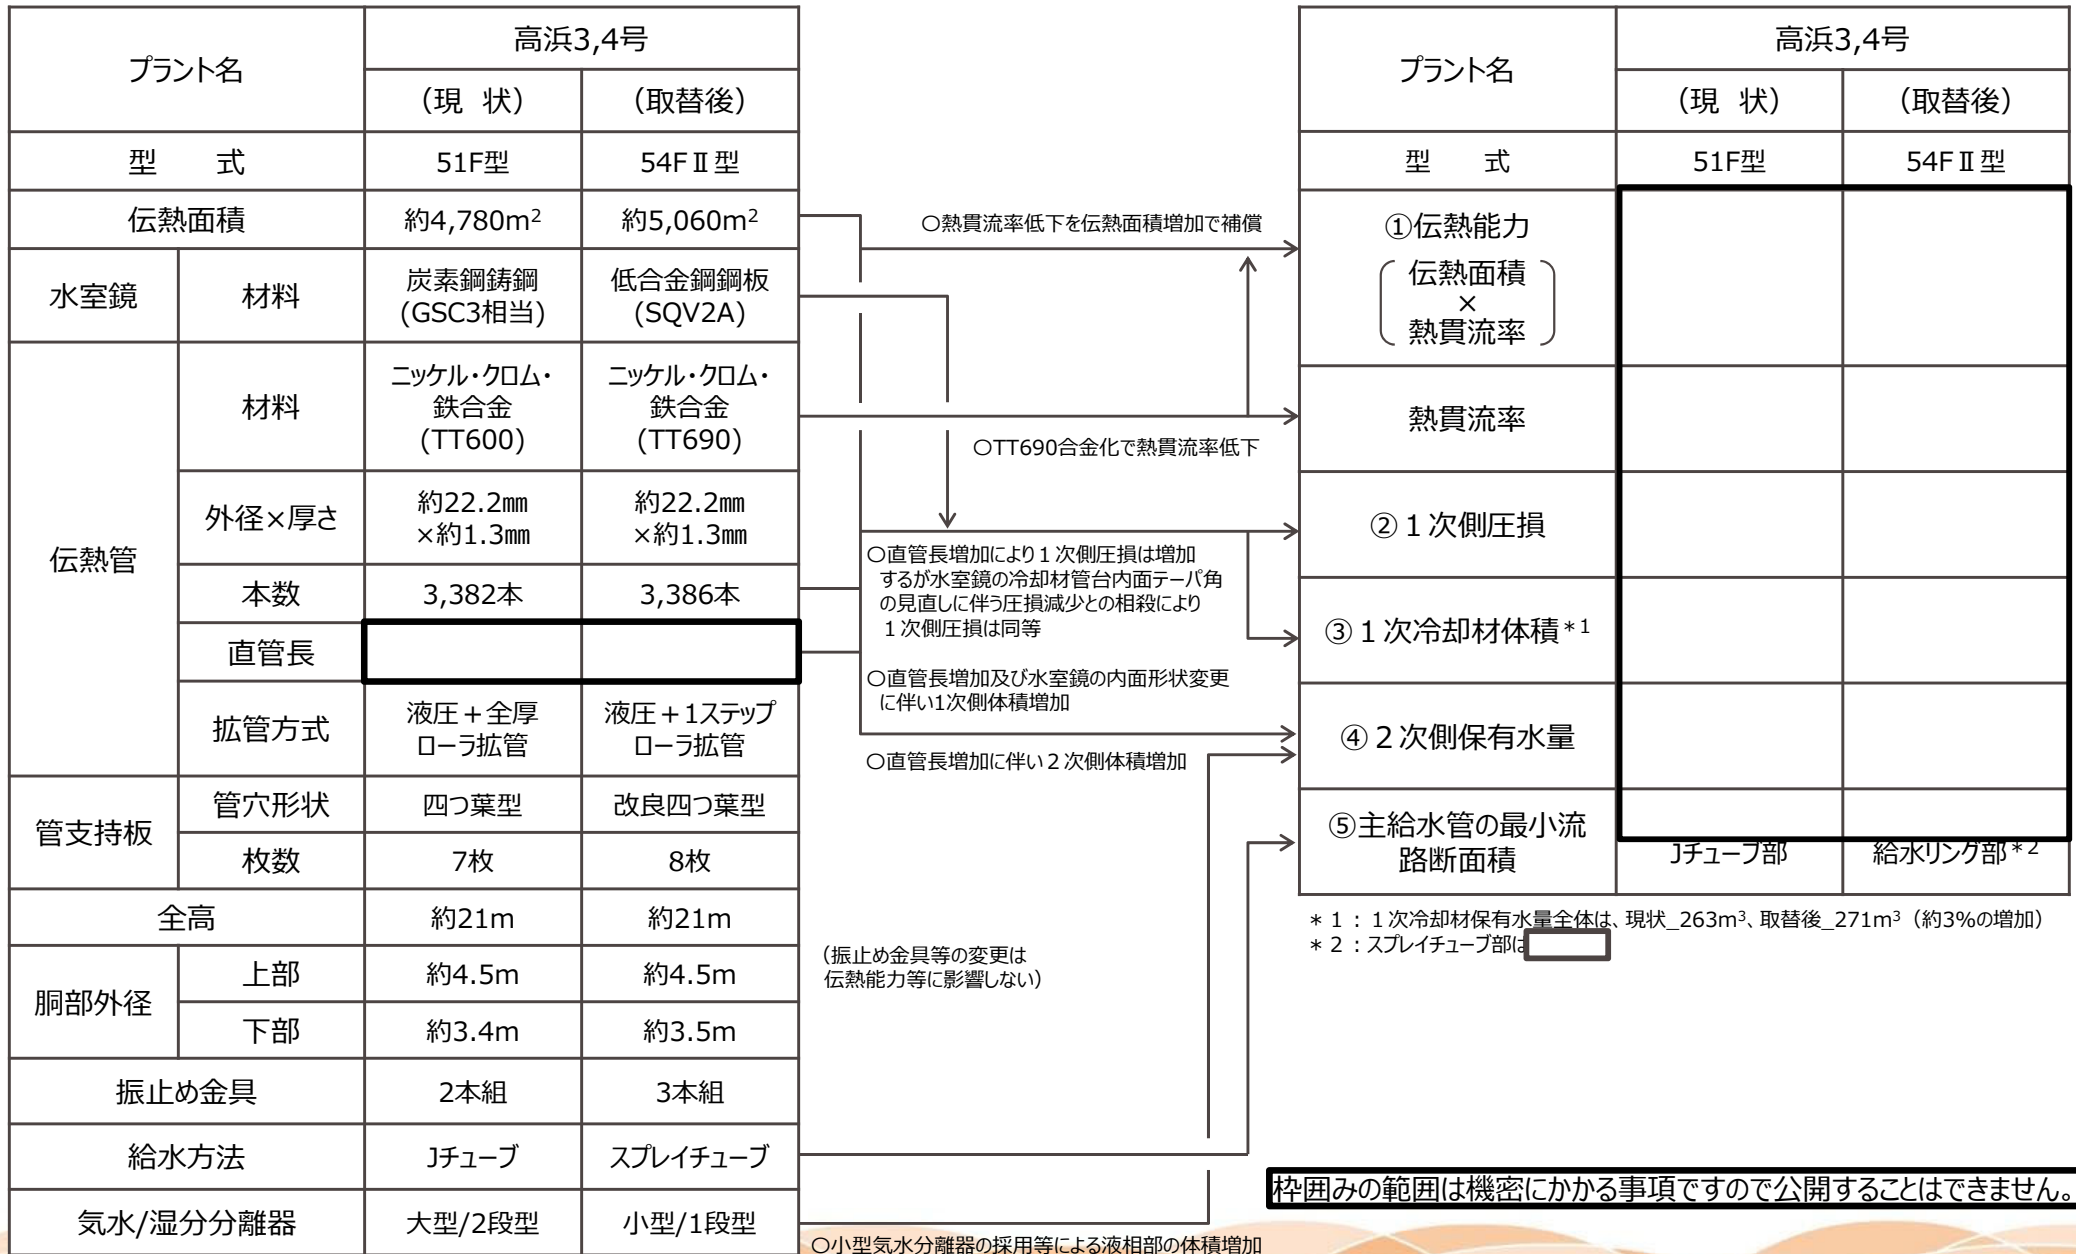 プラント名
高浜3,4号
(現 状)
(取替後)
型 式
51F型
54FⅡ型
伝熱面積
約4,780m²
約5,060m²
水室鏡
材料
炭素鋼鋳鋼
(GSC3相当)
低合金鋼鋼板
(SQV2A)
伝熱管
材料
ニッケル・クロム・
鉄合金
(TT600)
ニッケル・クロム・
鉄合金
(TT690)
外径×厚さ
約22.2㎜
×約1.3㎜
約22.2㎜
×約1.3㎜
本数
3,382本
3,386本
直管長
拡管方式
液圧+全厚
ローラ拡管
液圧+1ステップ
ローラ拡管
管支持板
管穴形状
四つ葉型
改良四つ葉型
枚数
7枚
8枚
全高
約21m
約21m
胴部外径
上部
約4.5m
約4.5m
下部
約3.4m
約3.5m
振止め金具
2本組
3本組
給水方法
Jチューブ
スプレイチューブ
気水/湿分分離器
大型/2段型
小型/1段型
○熱貫流率低下を伝熱面積増加で補償
○TT690合金化で熱貫流率低下
○直管長増加により1次側圧損は増加
するが水室鏡の冷却材管台内面テーパ角
の見直しに伴う圧損減少との相殺により
1次側圧損は同等
○直管長増加及び水室鏡の内面形状変更
に伴い1次側体積増加
○直管長増加に伴い2次側体積増加
(振止め金具等の変更は
伝熱能力等に影響しない)
○小型気水分離器の採用等による液相部の体積増加
プラント名
高浜3,4号
(現 状)
(取替後)
型 式
51F型
54FⅡ型
①伝熱能力
伝熱面積
×
熱貫流率
熱貫流率
②1次側圧損
③1次冷却材体積*1
④2次側保有水量
⑤主給水管の最小流
路断面積
Jチューブ部
給水リング部*2
*1:1次冷却材保有水量全体は、現状_263m³、取替後_271m³(約3%の増加)
*2:スプレイチューブ部は
枠囲みの範囲は機密にかかる事項ですので公開することはできません。